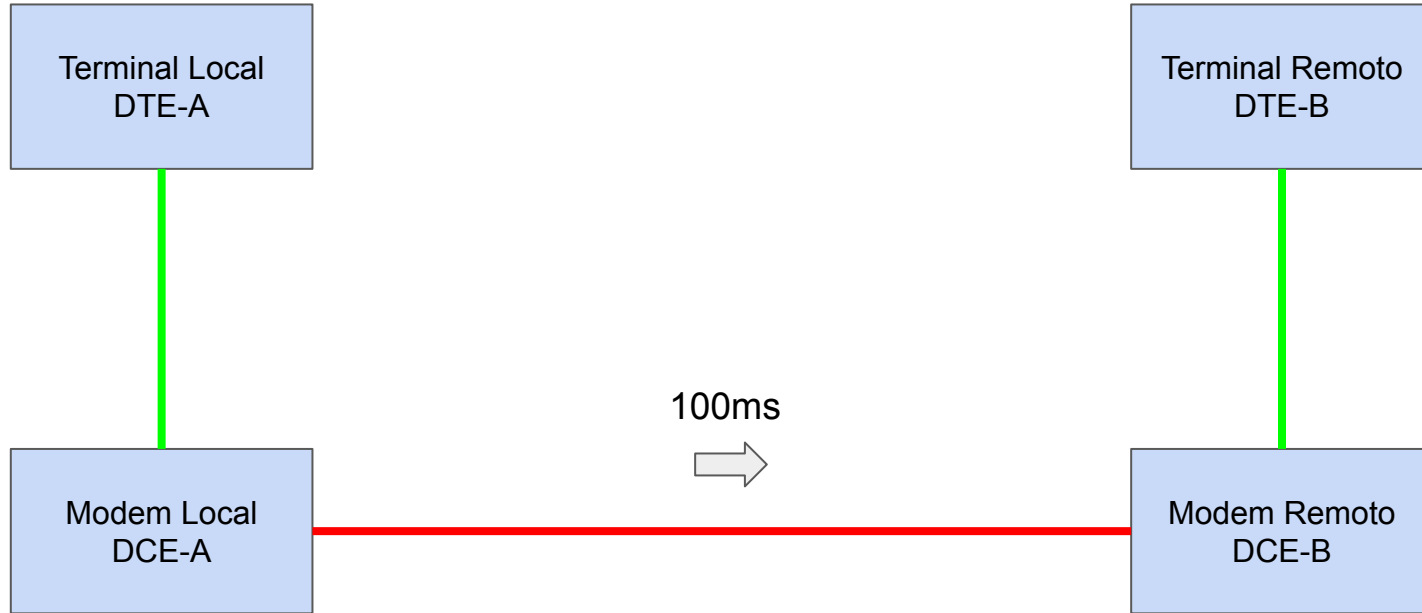 Terminal Local
DTE-A
Terminal Remoto
DTE-B
100ms
Modem Local
DCE-A
Modem Remoto
DCE-B